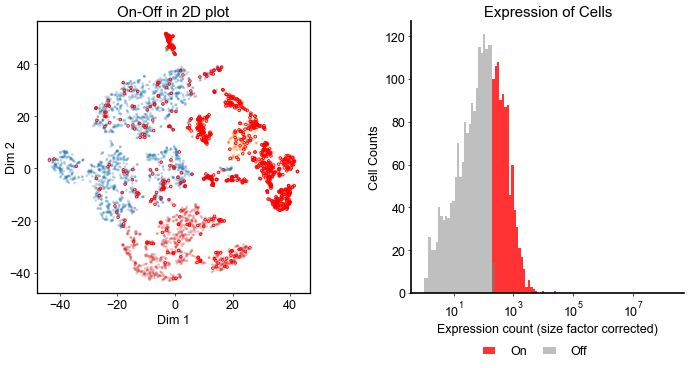 On-Off in 2D plot
40
20
0
−20
−40
−40 −20 0 20 40
Dim 1
Dim 2
Expression of Cells
120
100
80
60
40
20
0
10^1 10^3 10^5 10^7
Cell Counts
Expression count (size factor corrected)
On Off